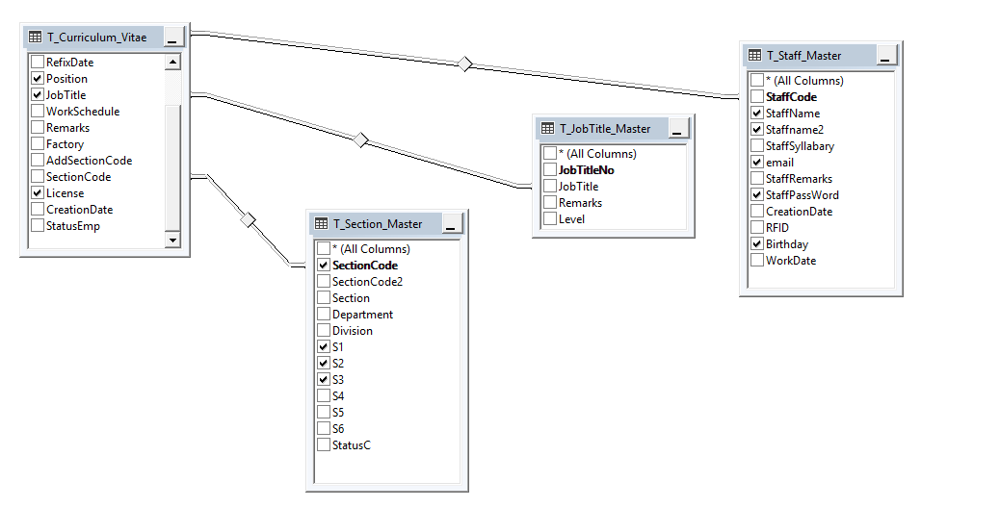 T_Curriculum_Vitae
RefixDate
Position
JobTitle
WorkSchedule
Remarks
Factory
AddSectionCode
SectionCode
License
CreationDate
StatusEmp
T_Section_Master
* (All Columns)
SectionCode
SectionCode2
Section
Department
Division
S1
S2
S3
S4
S5
S6
StatusC
T_JobTitle_Master
* (All Columns)
JobTitleNo
JobTitle
Remarks
Level
T_Staff_Master
* (All Columns)
StaffCode
StaffName
Staffname2
StaffSyllabary
email
StaffRemarks
StaffPassWord
CreationDate
RFID
Birthday
WorkDate